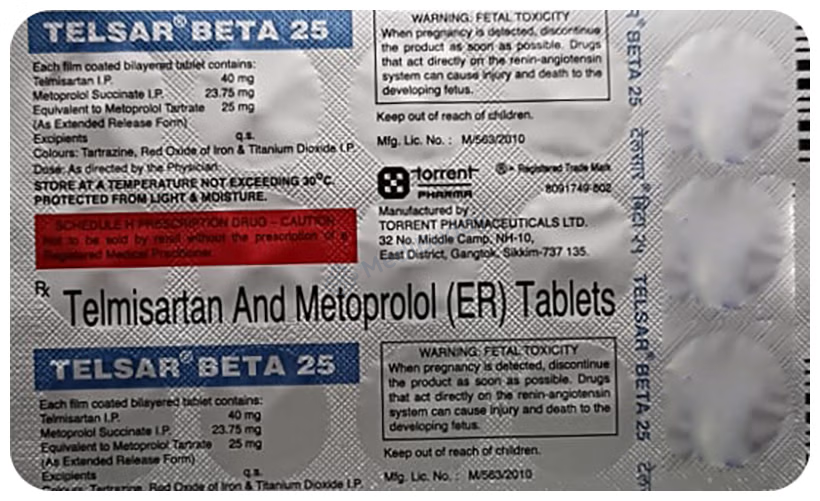 TELSAR® BETA 25
Each film coated bilayered tablet contains:
Telmisartan I.P. 40 mg
Metoprolol Succinate I.P. 23.75 mg
Equivalent to Metoprolol Tartrate 25 mg
(As Extended Release Form)
Excipients q.s.
Colours: Tartrazine, Red Oxide of Iron & Titanium Dioxide I.P.
Dose: As directed by the Physician.
STORE AT A TEMPERATURE NOT EXCEEDING 30°C.
PROTECTED FROM LIGHT & MOISTURE.
SCHEDULE H PRESCRIPTION DRUG – CAUTION
Not to be sold by retail without the prescription of a
Registered Medical Practitioner.
WARNING: FETAL TOXICITY
When pregnancy is detected, discontinue
the product as soon as possible. Drugs
that act directly on the renin-angiotensin
system can cause injury and death to the
developing fetus.
Keep out of reach of children.
Mfg. Lic. No. : M/563/2010
torrent
PHARMA
®- Registered Trade Mark
8091749-802
Manufactured by :
TORRENT PHARMACEUTICALS LTD.
32 No. Middle Camp, NH-10,
East District, Gangtok, Sikkim-737 135.
Rx Telmisartan And Metoprolol (ER) Tablets
TELSAR® BETA 25
Each film coated bilayered tablet contains:
Telmisartan I.P. 40 mg
Metoprolol Succinate I.P. 23.75 mg
Equivalent to Metoprolol Tartrate 25 mg
(As Extended Release Form)
Excipients q.s.
Colours: Tartrazine, Red Oxide of Iron & Titanium Dioxide I.P.
WARNING: FETAL TOXICITY
When pregnancy is detected, discontinue
the product as soon as possible. Drugs
that act directly on the renin-angiotensin
system can cause injury and death to the
developing fetus.
Keep out of reach of children.
Mfg. Lic. No. : M/563/2010
R® BETA 25 टेलसार® बीटा २५ TELSAR® BETA 25